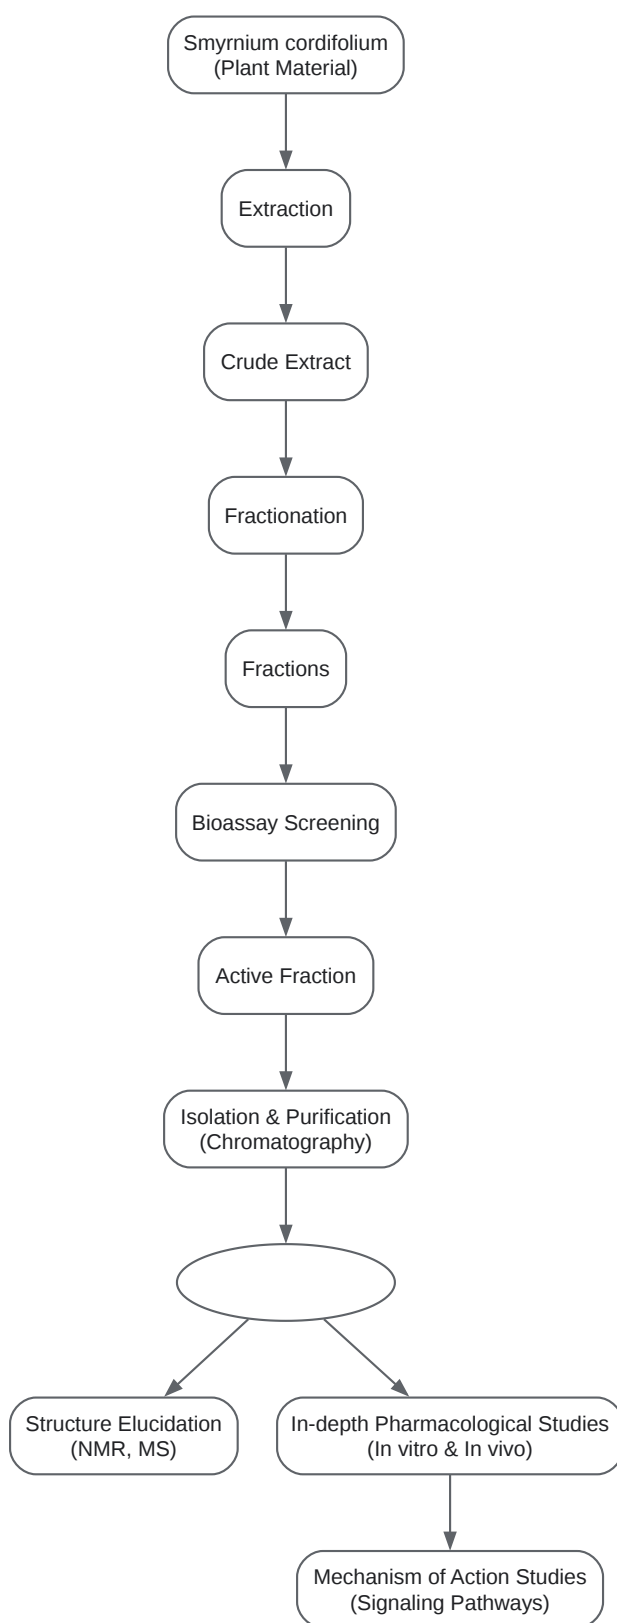 Smyrnium cordifolium
(Plant Material)
Extraction
Crude Extract
Fractionation
Fractions
Bioassay Screening
Active Fraction
Isolation & Purification
(Chromatography)
Structure Elucidation
(NMR, MS)
In-depth Pharmacological Studies
(In vitro & In vivo)
Mechanism of Action Studies
(Signaling Pathways)